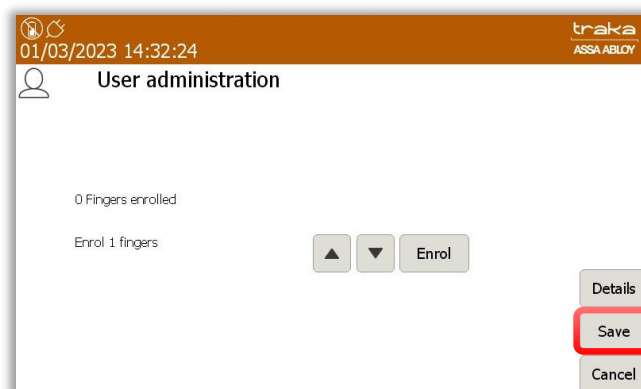 traka
01/03/2023 14:32:24
ASSA ABLOY
User administration
0 Fingers enrolled
Enrol 1 fingers
Enrol
Details
Save
Cancel